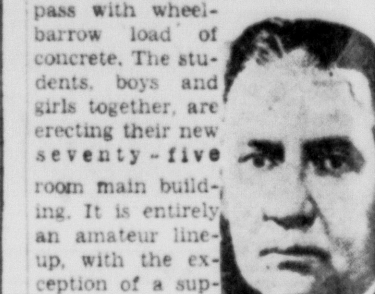 pass with wheel-
barrow load of
concrete. The stu-
dents, boys and
girls together, are
erecting their new
seventy-five
room main build-
ing. It is entirely
an amateur line-
up, with the ex-
ception of a sup-